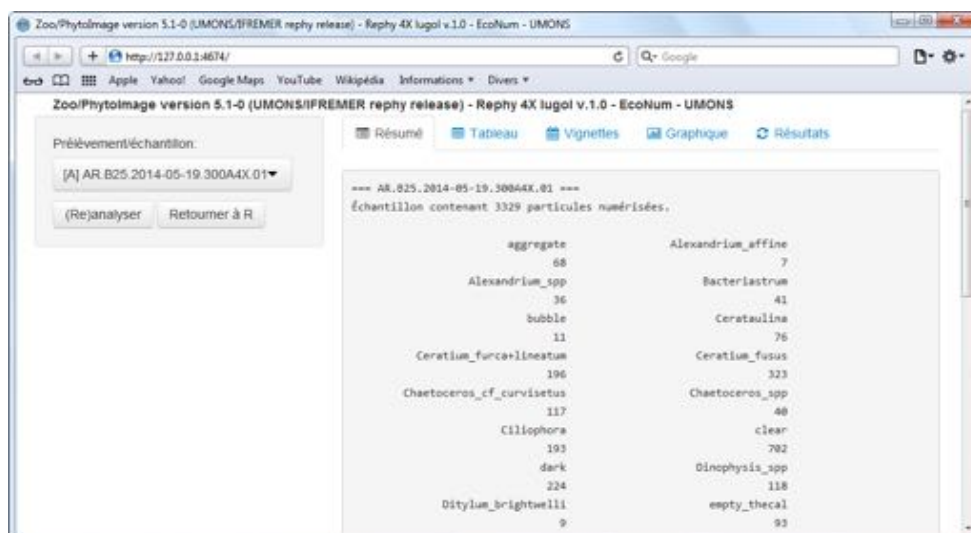 Zoo/PhytoImage version 5.1-0 (UMONS/IFREMER rephy release) - Rephy 4X lugol v.1.0 - EcoNum - UMONS
http://127.0.0.1:4674/
Google
Apple Yahoo! Google Maps YouTube Wikipédia Informations Divers
Zoo/PhytoImage version 5.1-0 (UMONS/IFREMER rephy release) - Rephy 4X lugol v.1.0 - EcoNum - UMONS
Prélèvement/échantillon:
[A] AR.B25.2014-05-19.300A4X.01
(Re)analyser Retourner à R
Résumé Tableau Vignettes Graphique Résultats
=== AR.B25.2014-05-19.300A4X.01 ===
Échantillon contenant 3329 particules numérisées.
aggregate Alexandrium_affine
68 7
Alexandrium_spp Bacteriastrum
36 41
bubble Cerataulina
11 76
Ceratium_furca+lineatum Ceratium_fusus
196 323
Chaetoceros_cf_curvisetus Chaetoceros_spp
117 40
Ciliophora clear
193 702
dark Dinophysis_spp
224 118
Ditylum_brightwelli empty_thecal
9 93